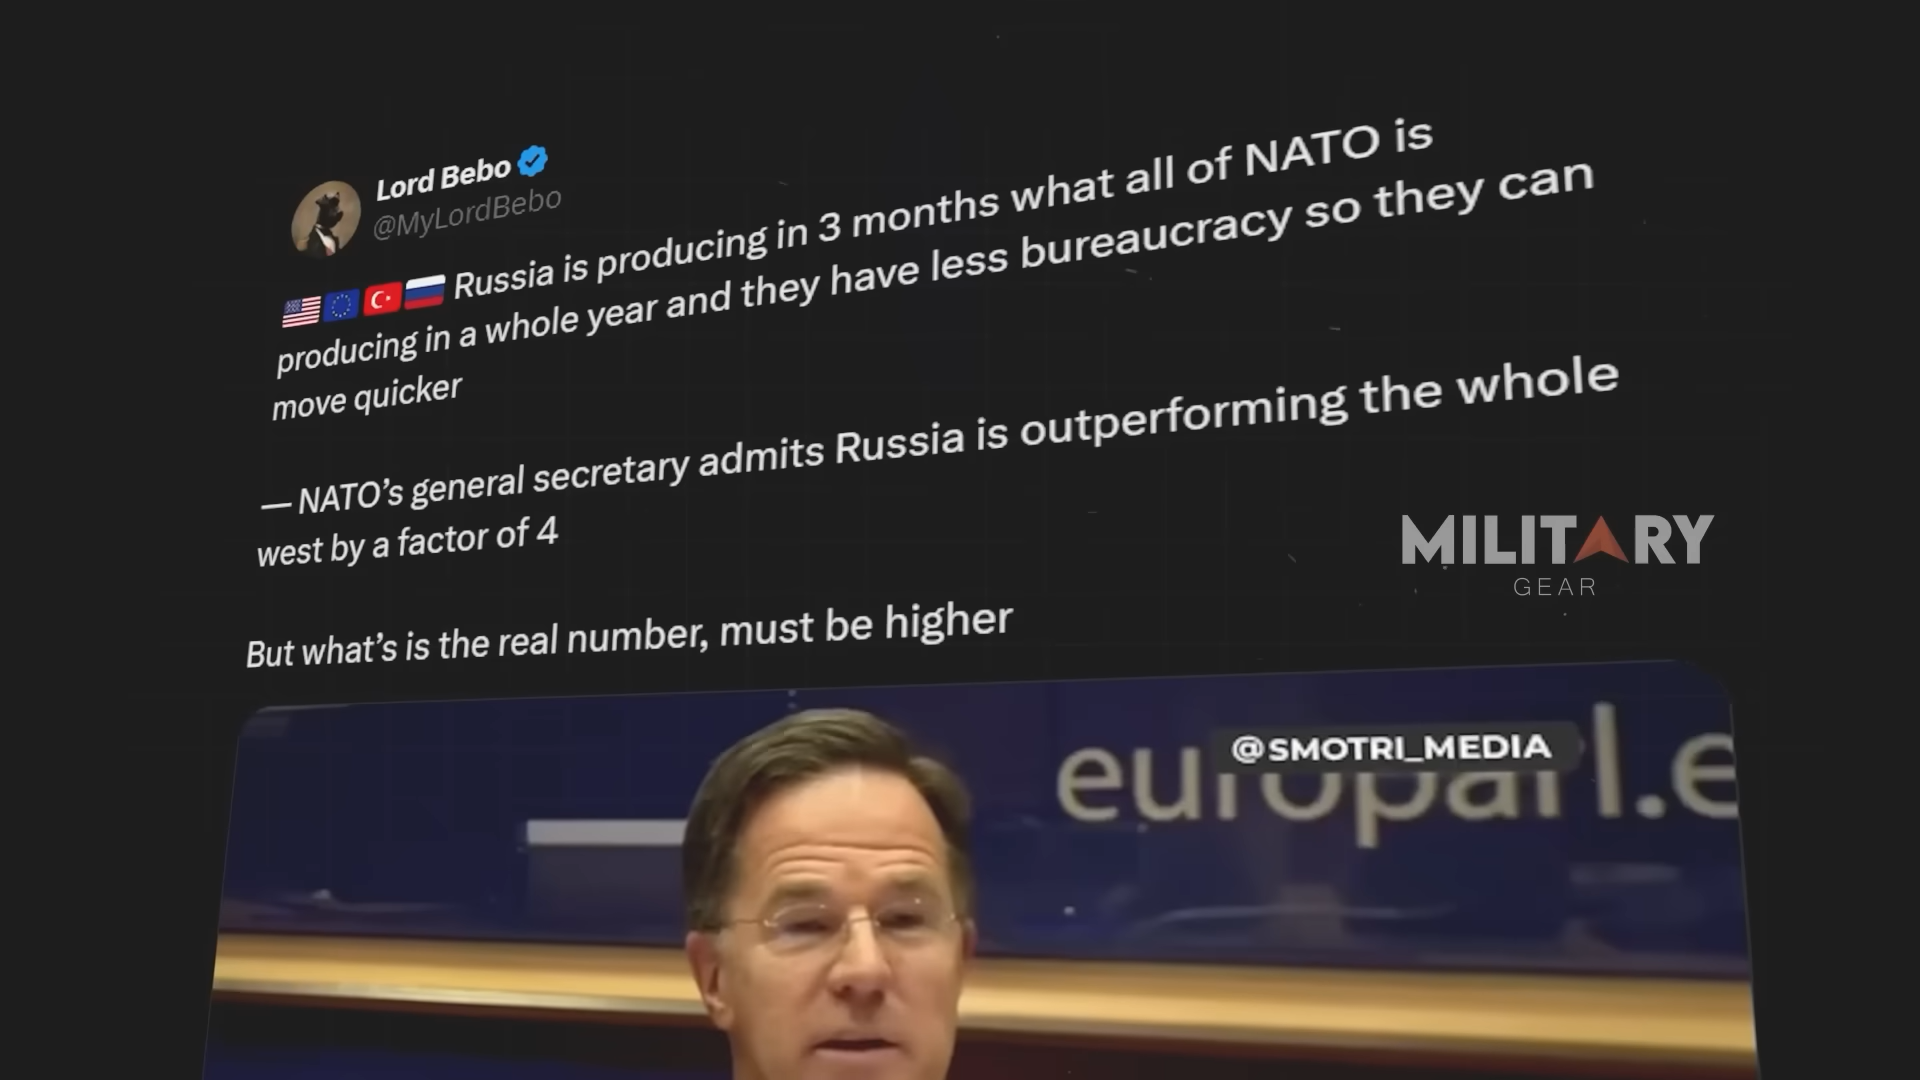 Lord Bebo
@MyLordBebo
Russia is producing in 3 months what all of NATO is
producing in a whole year and they have less bureaucracy so they can
move quicker
— NATO’s general secretary admits Russia is outperforming the whole
west by a factor of 4
MILITARY
GEAR
But what’s is the real number, must be higher
@SMOTRI_MEDIA
europarl.e